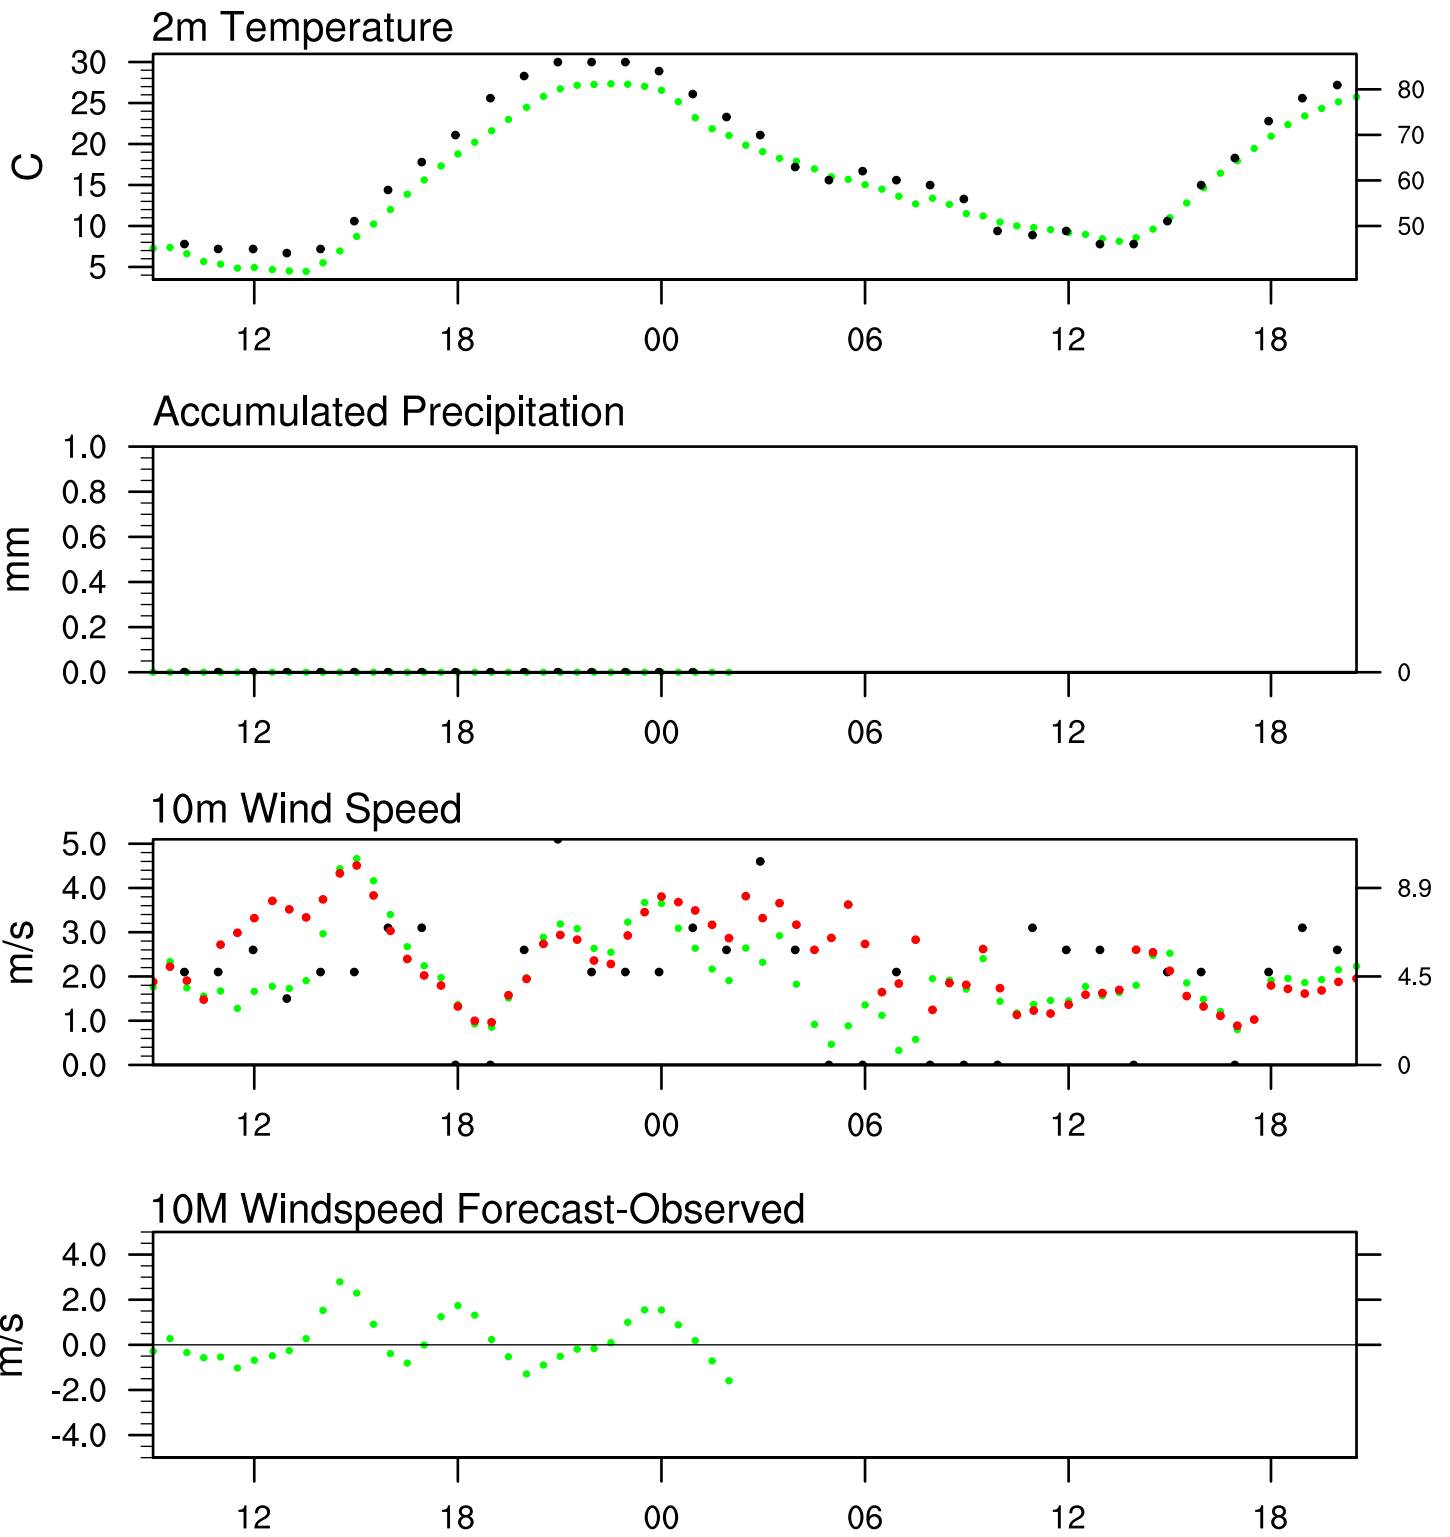 2m Temperature
30
25
20
15
10
5
C
80
70
60
50
12 18 00 06 12 18
Accumulated Precipitation
1.0
0.8
0.6
0.4
0.2
0.0
mm
0
12 18 00 06 12 18
10m Wind Speed
5.0
4.0
3.0
2.0
1.0
0.0
m/s
8.9
4.5
0
12 18 00 06 12 18
10M Windspeed Forecast-Observed
4.0
2.0
0.0
-2.0
-4.0
m/s
12 18 00 06 12 18